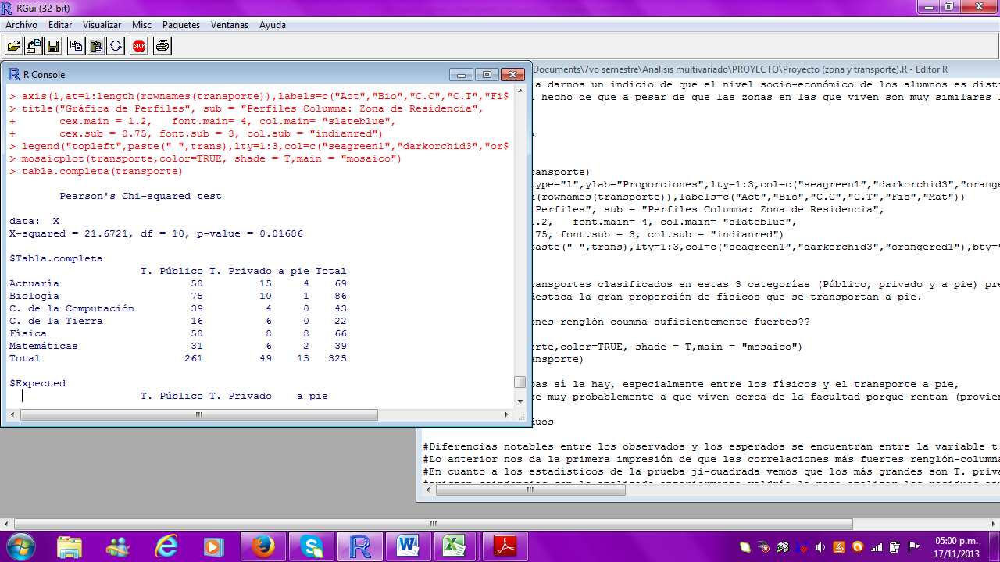 RGui (32-bit)
Archivo Editar Visualizar Misc Paquetes Ventanas Ayuda
STOP
R Console
> axis(1,at=1:length(rownames(transporte)),labels=c("Act","Bio","C.C","C.T","Fi$
> title("Gráfica de Perfiles", sub = "Perfiles Columna: Zona de Residencia",
+       cex.main = 1.2,   font.main= 4, col.main= "slateblue",
+       cex.sub = 0.75, font.sub = 3, col.sub = "indianred")
> legend("topleft",paste(" ",trans),lty=1:3,col=c("seagreen1","darkorchid3","or$
> mosaicplot(transporte,color=TRUE, shade = T,main = "mosaico")
> tabla.completa(transporte)
Pearson's Chi-squared test
data:  X
X-squared = 21.6721, df = 10, p-value = 0.01686
$Tabla.completa
T. Público T. Privado a pie Total
Actuaría 50 15 4 69
Biología 75 10 1 86
C. de la Computación 39 4 0 43
C. de la Tierra 16 6 0 22
Física 50 8 8 66
Matemáticas 31 6 2 39
Total 261 49 15 325
$Expected
T. Público T. Privado a pie
Documents\7vo semestre\Analisis multivariado\PROYECTO\Proyecto (zona y transporte).R - Editor R
a darnos un indicio de que el nivel socio-económico de los alumnos es dist
l hecho de que a pesar de que las zonas en las que viven son muy similares l
A
ransporte)
type="l",ylab="Proporciones",lty=1:3,col=c("seagreen1","darkorchid3","orange
(rownames(transporte)),labels=c("Act","Bio","C.C","C.T","Fis","Mat"))
Perfiles", sub = "Perfiles Columna: Zona de Residencia",
1.2,   font.main= 4, col.main= "slateblue",
75, font.sub = 3, col.sub = "indianred")
paste(" ",trans),lty=1:3,col=c("seagreen1","darkorchid3","orangered1"),bty="
ransportes clasificados en estas 3 categorías (Público, privado y a pie) pre
destaca la gran proporción de físicos que se transportan a pie.
ones renglón-coumna suficientemente fuertes??
orte,color=TRUE, shade = T,main = "mosaico")
ansporte)
bas sí la hay, especialmente entre los físicos y el transporte a pie,
se muy probablemente a que viven cerca de la facultad porque rentan (provien
duos
#Diferencias notables entre los observados y los esperados se encuentran entre la variable t
#Lo anterior nos da la primera impresión de que las correlaciones más fuertes renglón-column
#En cuanto a los estadísticos de la prueba ji-cuadrada vemos que los más grandes son T. priva
05:00 p.m.
17/11/2013